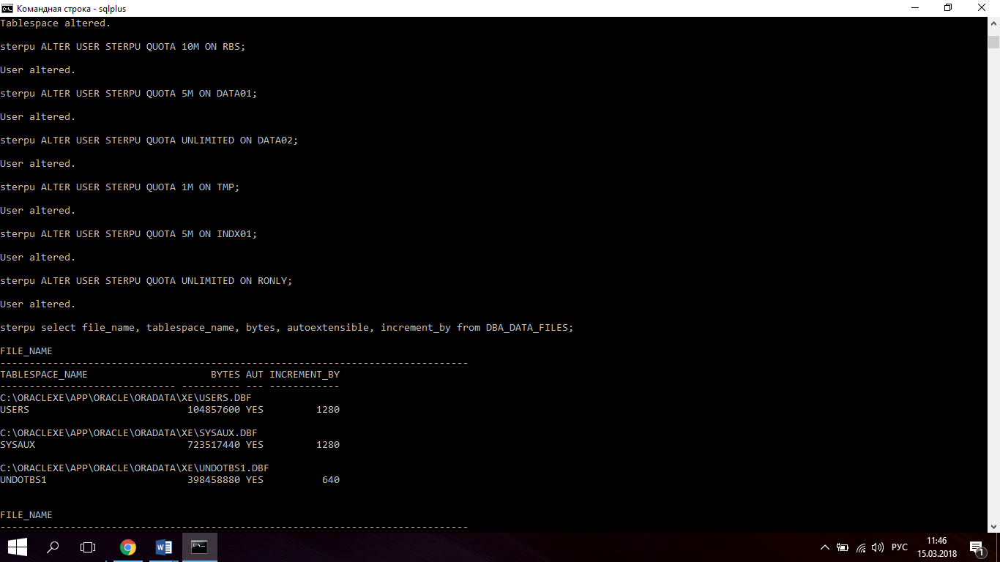 Командная строка - sqlplus
Tablespace altered.
sterpu ALTER USER STERPU QUOTA 10M ON RBS;
User altered.
sterpu ALTER USER STERPU QUOTA 5M ON DATA01;
User altered.
sterpu ALTER USER STERPU QUOTA UNLIMITED ON DATA02;
User altered.
sterpu ALTER USER STERPU QUOTA 1M ON TMP;
User altered.
sterpu ALTER USER STERPU QUOTA 5M ON INDX01;
User altered.
sterpu ALTER USER STERPU QUOTA UNLIMITED ON RONLY;
User altered.
sterpu select file_name, tablespace_name, bytes, autoextensible, increment_by from DBA_DATA_FILES;
FILE_NAME
--------------------------------------------------------------------------------
TABLESPACE_NAME                     BYTES AUT INCREMENT_BY
------------------------------ ---------- --- ------------
C:\ORACLEXE\APP\ORACLE\ORADATA\XE\USERS.DBF
USERS                           104857600 YES         1280
C:\ORACLEXE\APP\ORACLE\ORADATA\XE\SYSAUX.DBF
SYSAUX                          723517440 YES         1280
C:\ORACLEXE\APP\ORACLE\ORADATA\XE\UNDOTBS1.DBF
UNDOTBS1                        398458880 YES          640
FILE_NAME
--------------------------------------------------------------------------------
РУС
11:46
15.03.2018
1